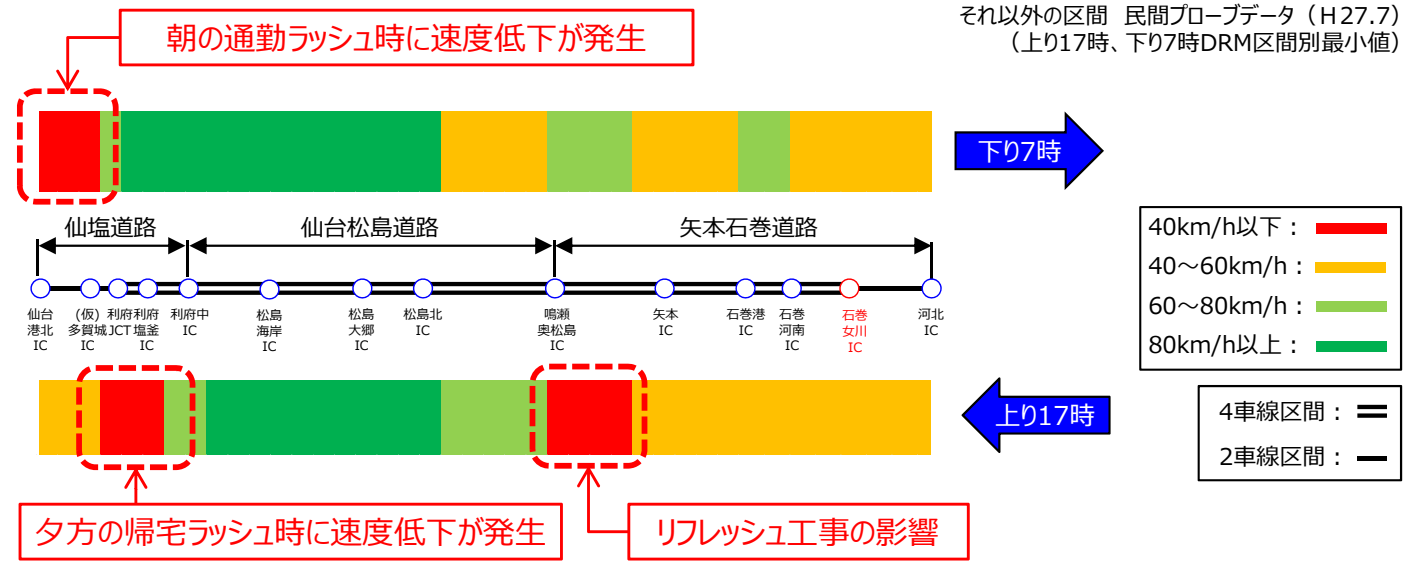 それ以外の区間 民間プローブデータ（H27.7）
（上り17時、下り7時DRM区間別最小値）
朝の通勤ラッシュ時に速度低下が発生
下り7時
仙塩道路
仙台松島道路
矢本石巻道路
仙台
港北
IC
(仮)
多賀城
IC
利府
JCT
利府
塩釜
IC
利府中
IC
松島
海岸
IC
松島
大郷
IC
松島北
IC
鳴瀬
奥松島
IC
矢本
IC
石巻港
IC
石巻
河南
IC
石巻
女川
IC
河北
IC
40km/h以下：
40～60km/h：
60～80km/h：
80km/h以上：
上り17時
4車線区間：
2車線区間：
夕方の帰宅ラッシュ時に速度低下が発生
リフレッシュ工事の影響